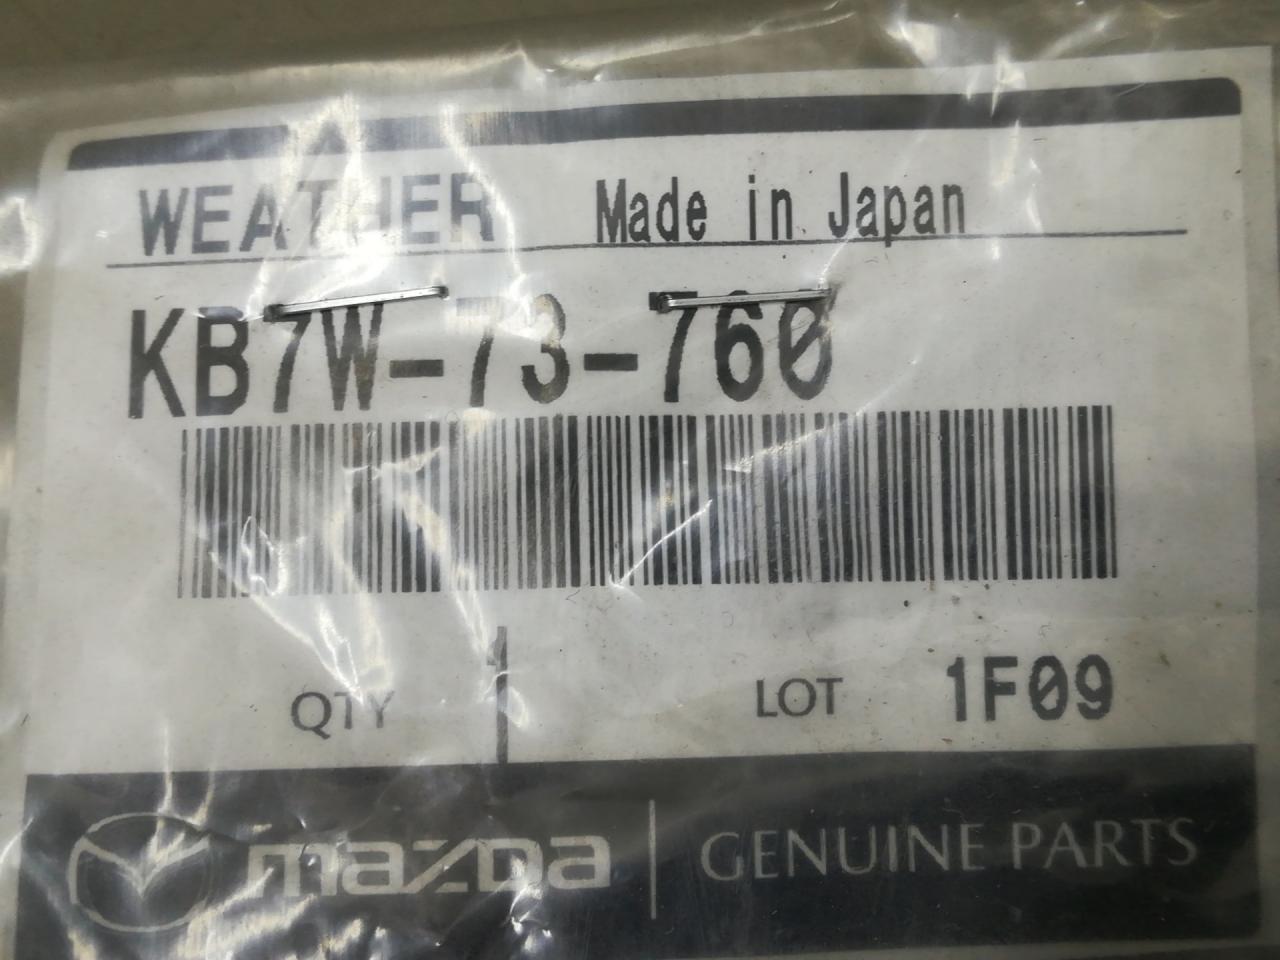 WEATHER Made in Japan
KB7W-73-760
QTY 1 LOT 1F09
mazda GENUINE PARTS